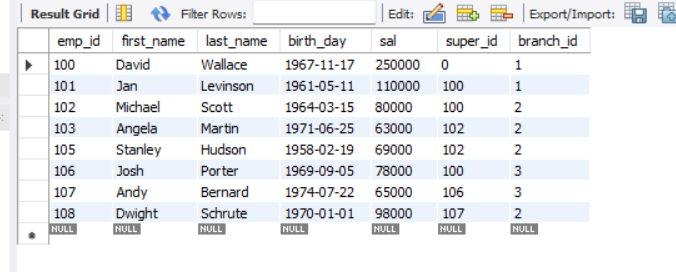 Result Grid Filter Rows: Edit: Export/Import:
emp_id first_name last_name birth_day sal super_id branch_id
100 David Wallace 1967-11-17 250000 0 1
101 Jan Levinson 1961-05-11 110000 100 1
102 Michael Scott 1964-03-15 80000 100 2
103 Angela Martin 1971-06-25 63000 102 2
105 Stanley Hudson 1958-02-19 69000 102 2
106 Josh Porter 1969-09-05 78000 100 3
107 Andy Bernard 1974-07-22 65000 106 3
108 Dwight Schrute 1970-01-01 98000 107 2
NULL NULL NULL NULL NULL NULL NULL